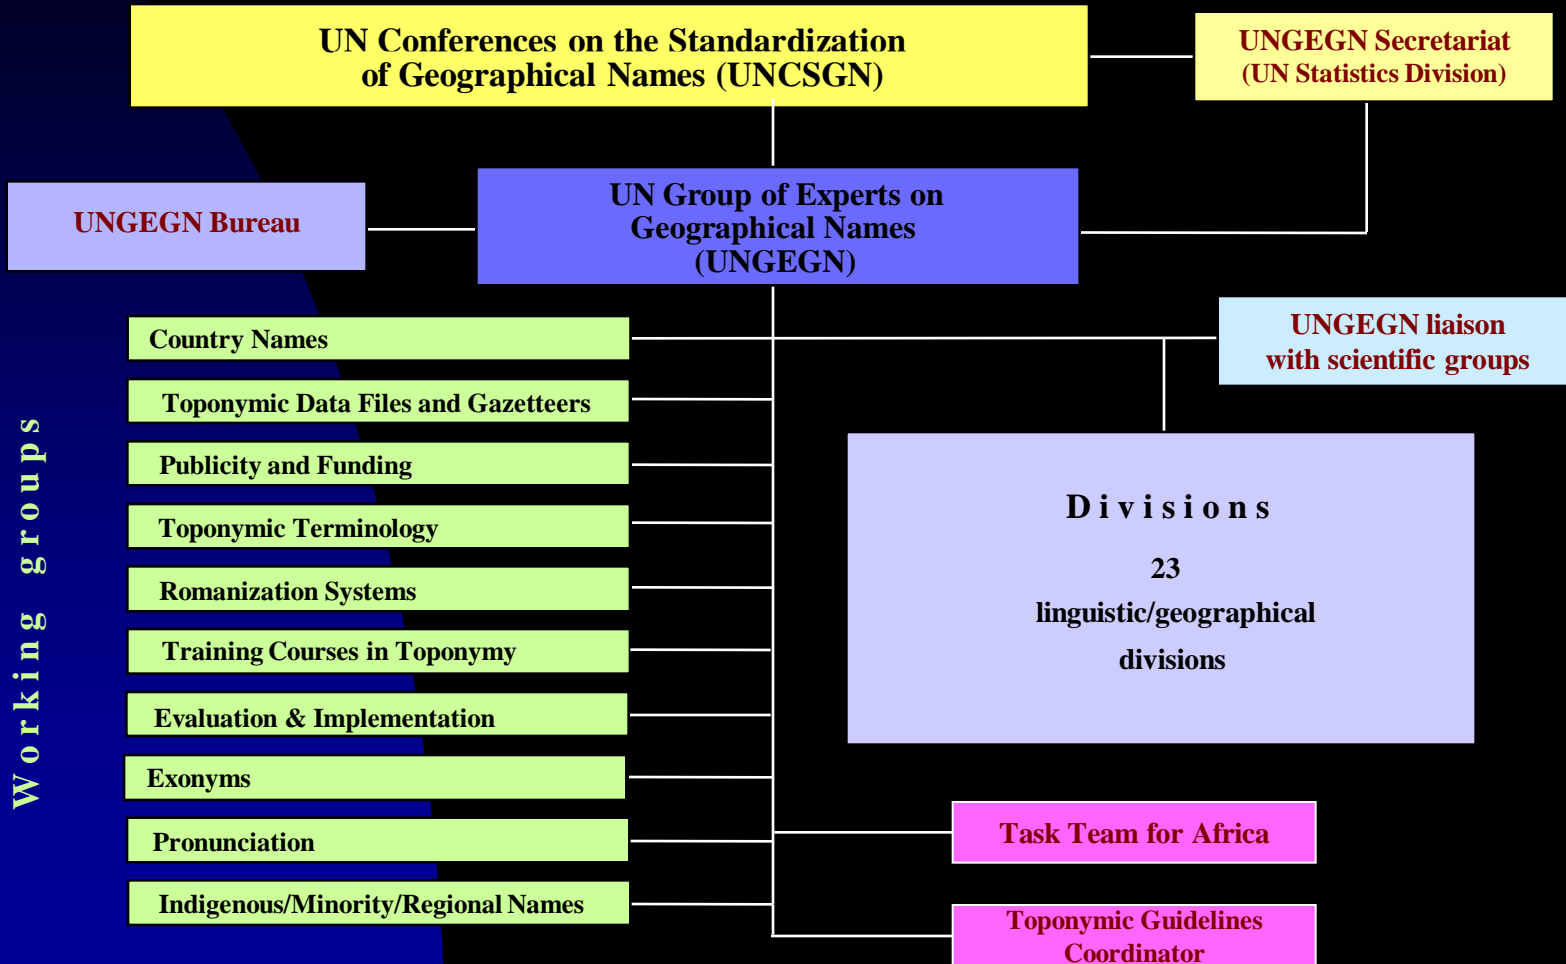 UN Conferences on the Standardization
of Geographical Names (UNCSGN)
UNGEGN Secretariat
(UN Statistics Division)
UNGEGN Bureau
UN Group of Experts on
Geographical Names
(UNGEGN)
UNGEGN liaison
with scientific groups
Working groups
Country Names
Toponymic Data Files and Gazetteers
Publicity and Funding
Toponymic Terminology
Romanization Systems
Training Courses in Toponymy
Evaluation & Implementation
Exonyms
Pronunciation
Indigenous/Minority/Regional Names
Divisions
23
linguistic/geographical
divisions
Task Team for Africa
Toponymic Guidelines
Coordinator